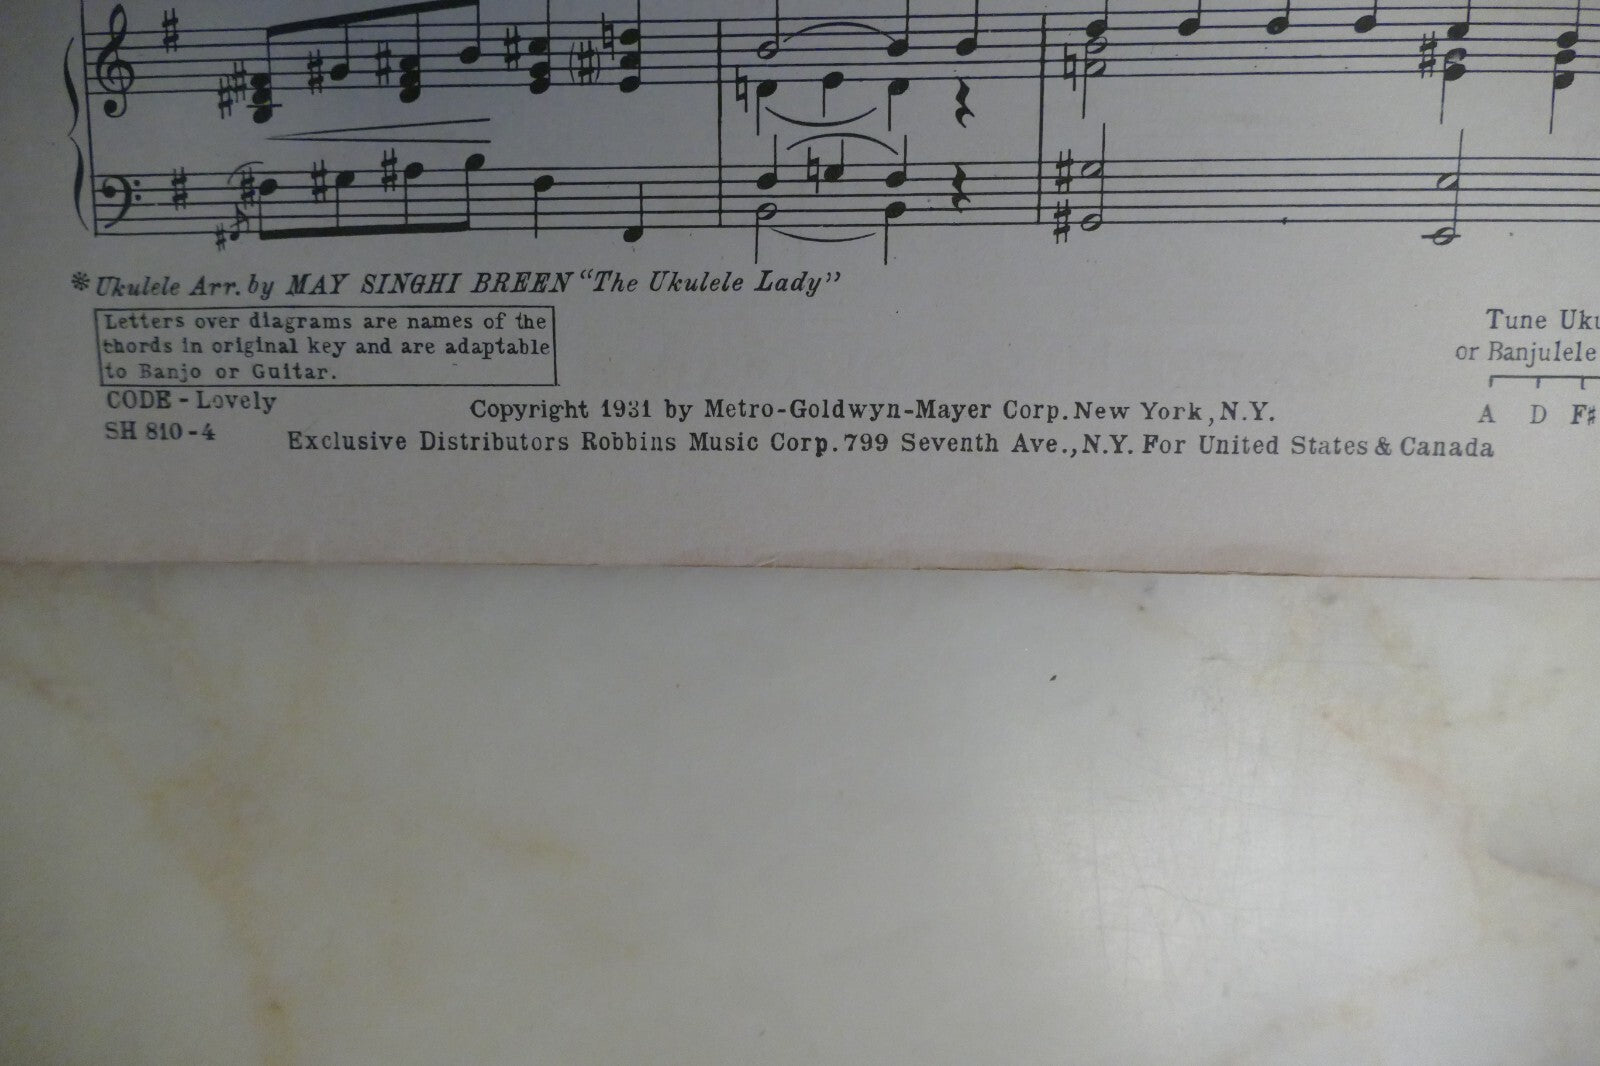 *Ukulele Arr. by MAY SINGHI BREEN "The Ukulele Lady"
Letters over diagrams are names of the
chords in original key and are adaptable
to Banjo or Guitar.
Tune Uku
or Banjulele
A D F#
CODE - Lovely
SH 810-4
Copyright 1931 by Metro-Goldwyn-Mayer Corp. New York, N.Y.
Exclusive Distributors Robbins Music Corp. 799 Seventh Ave., N.Y. For United States & Canada